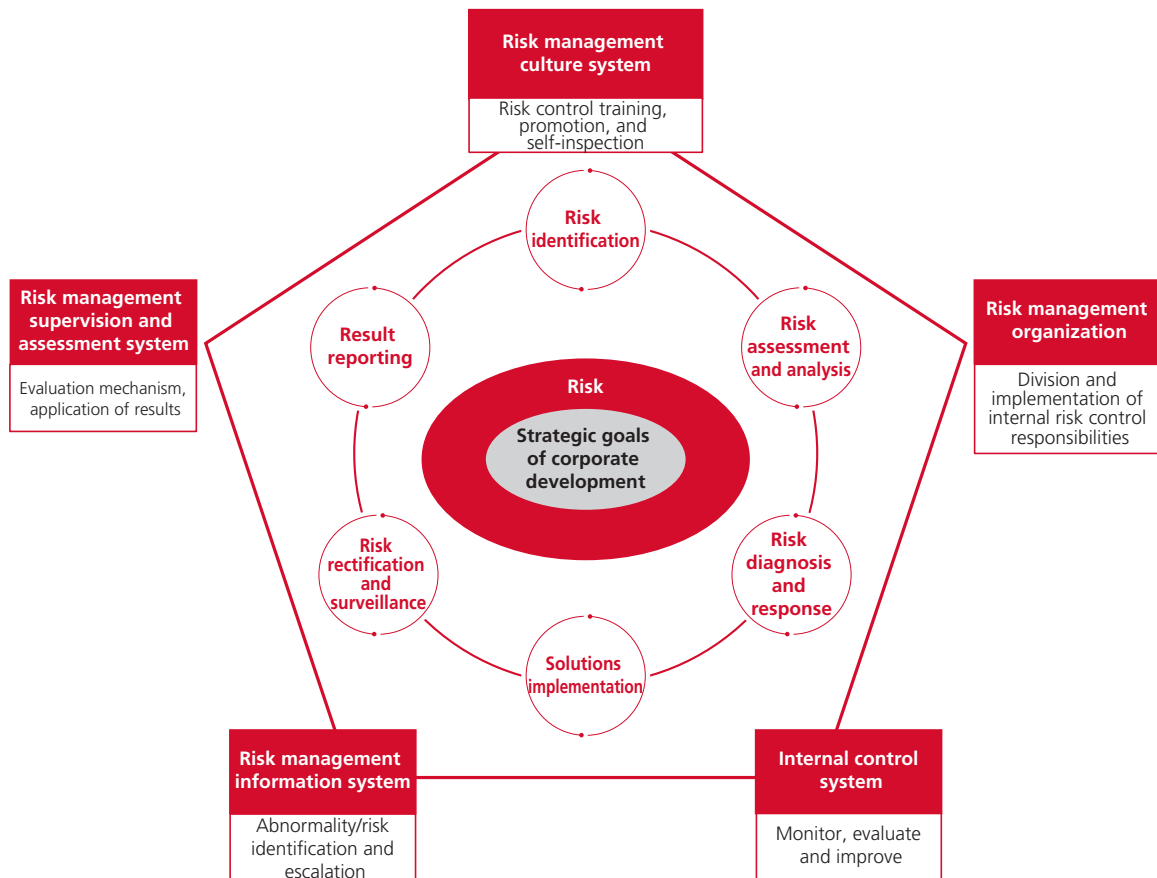 Risk management
culture system
Risk control training,
promotion, and
self-inspection
Risk
identification
Risk management
supervision and
assessment system
Evaluation mechanism,
application of results
Result
reporting
Risk
assessment
and analysis
Risk management
organization
Division and
implementation of
internal risk control
responsibilities
Risk
Strategic goals
of corporate
development
Risk
rectification
and
surveillance
Risk
diagnosis
and
response
Solutions
implementation
Risk management
information system
Abnormality/risk
identification and
escalation
Internal control
system
Monitor, evaluate
and improve